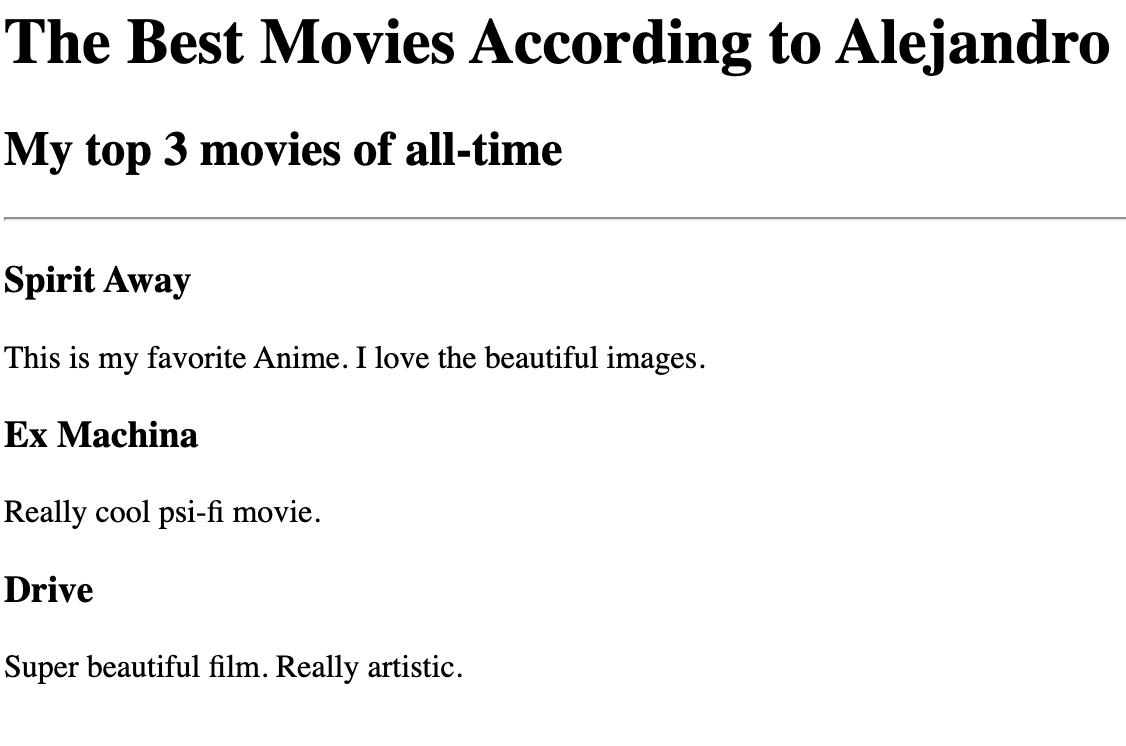 The Best Movies According to Alejandro
My top 3 movies of all-time
Spirit Away
This is my favorite Anime. I love the beautiful images.
Ex Machina
Really cool psi-fi movie.
Drive
Super beautiful film. Really artistic.